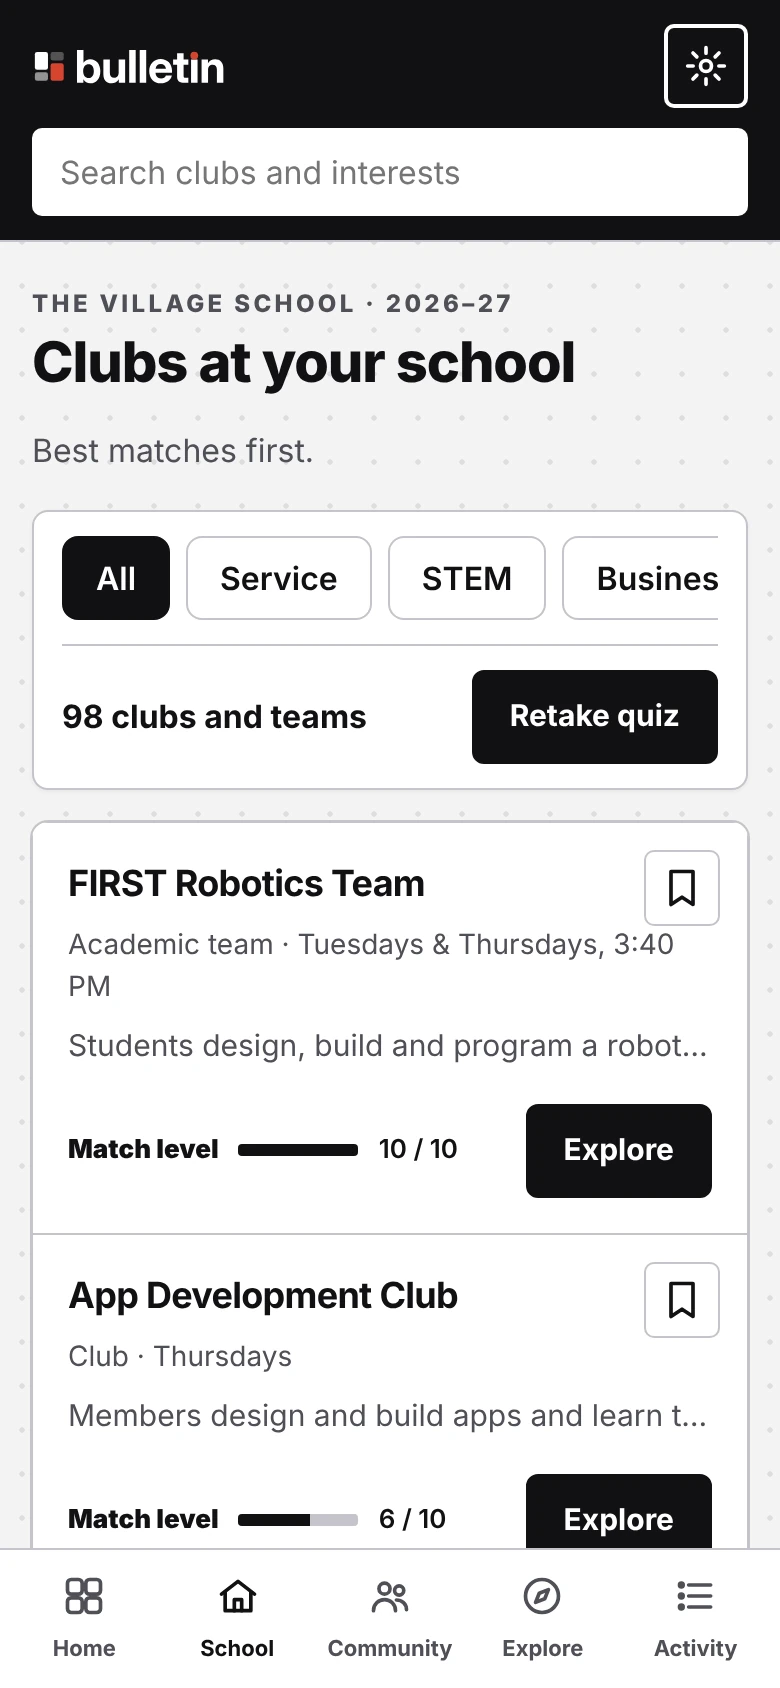 bulletin
Search clubs and interests
THE VILLAGE SCHOOL · 2026–27
Clubs at your school
Best matches first.
All Service STEM Busines
98 clubs and teams Retake quiz
FIRST Robotics Team
Academic team · Tuesdays & Thursdays, 3:40
PM
Students design, build and program a robot...
Match level 10 / 10 Explore
App Development Club
Club · Thursdays
Members design and build apps and learn t...
Match level 6 / 10 Explore
Home School Community Explore Activity